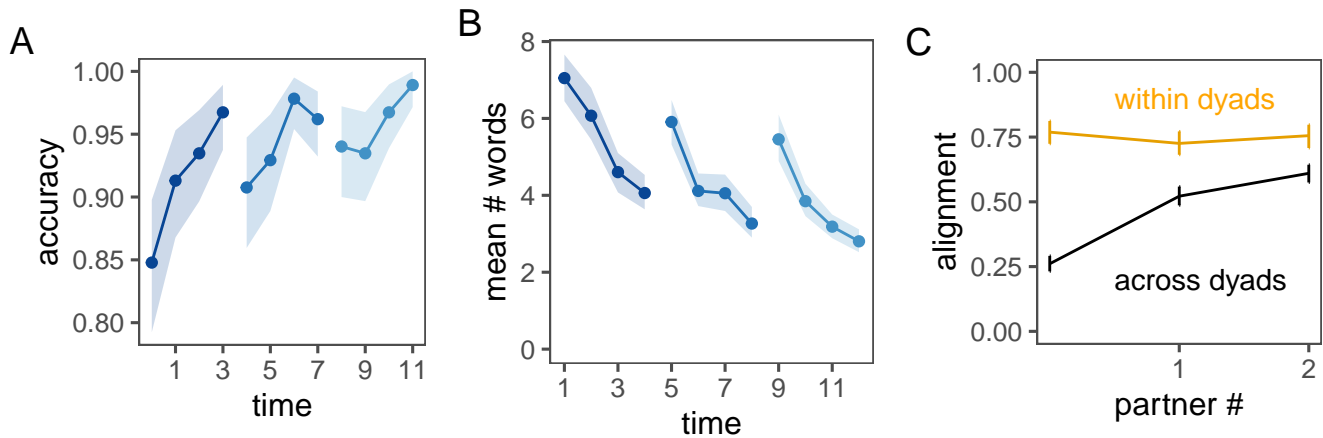 A
accuracy
1.00
0.95
0.90
0.85
0.80
1 3 5 7 9 11
time
B
mean # words
8
6
4
2
0
1 3 5 7 9 11
time
C
alignment
1.00
0.75
0.50
0.25
0.00
within dyads
across dyads
1 2
partner #